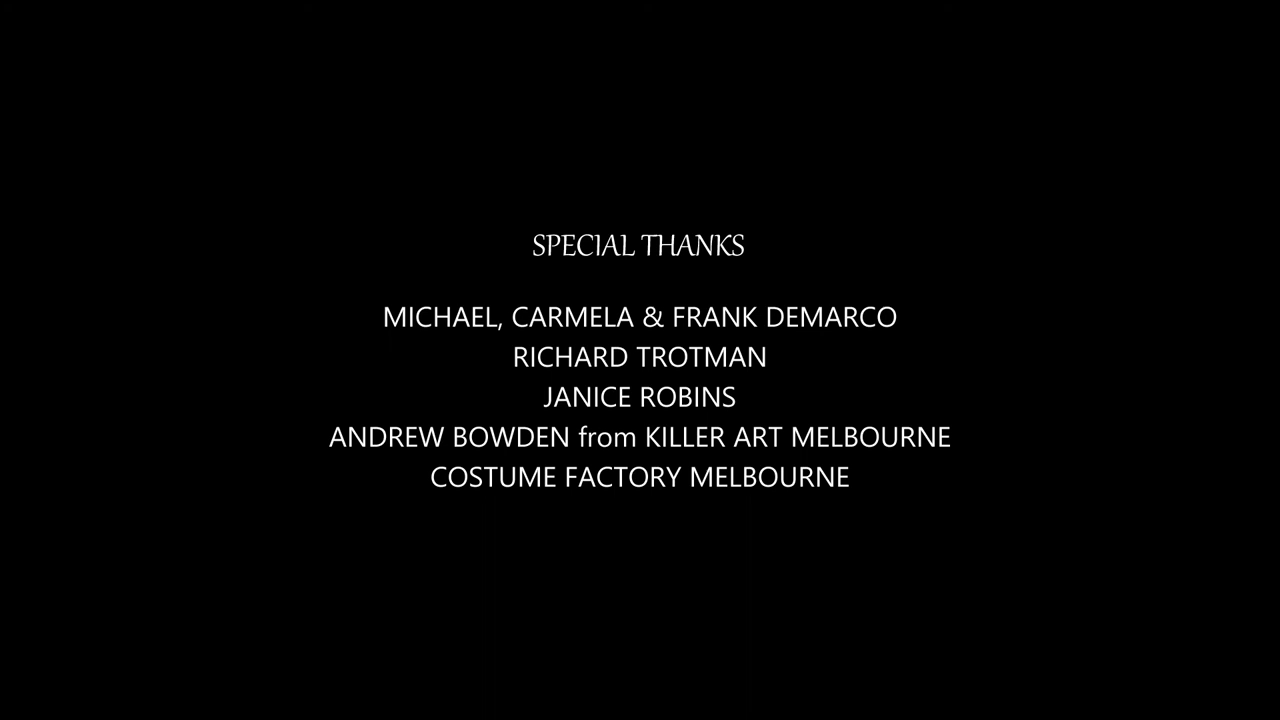 SPECIAL THANKS
MICHAEL, CARMELA & FRANK DEMARCO
RICHARD TROTMAN
JANICE ROBINS
ANDREW BOWDEN from KILLER ART MELBOURNE
COSTUME FACTORY MELBOURNE